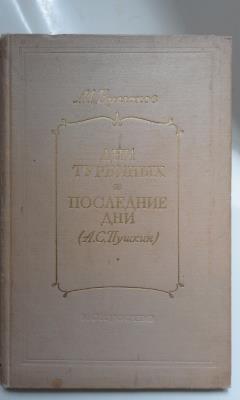 М. Булгаков
ДНИ
ТУРБИНЫХ
ПОСЛЕДНИЕ
ДНИ
(А.С.Пушкин)
ИСКУССТВО